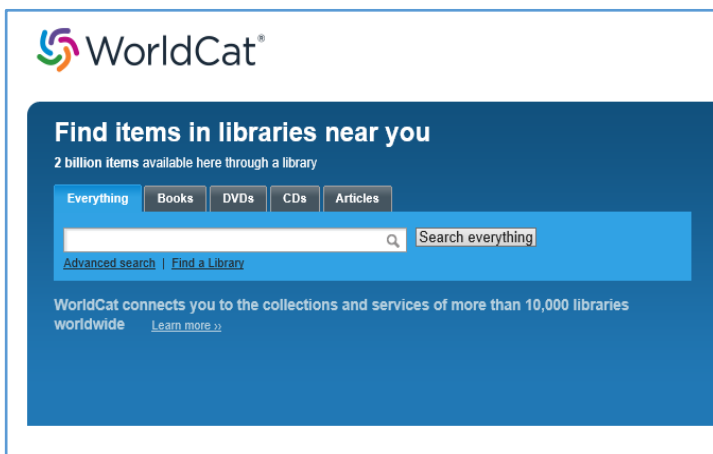 WorldCat®
Find items in libraries near you
2 billion items available here through a library
Everything Books DVDs CDs Articles
Search everything
Advanced search | Find a Library
WorldCat connects you to the collections and services of more than 10,000 libraries
worldwide Learn more ››